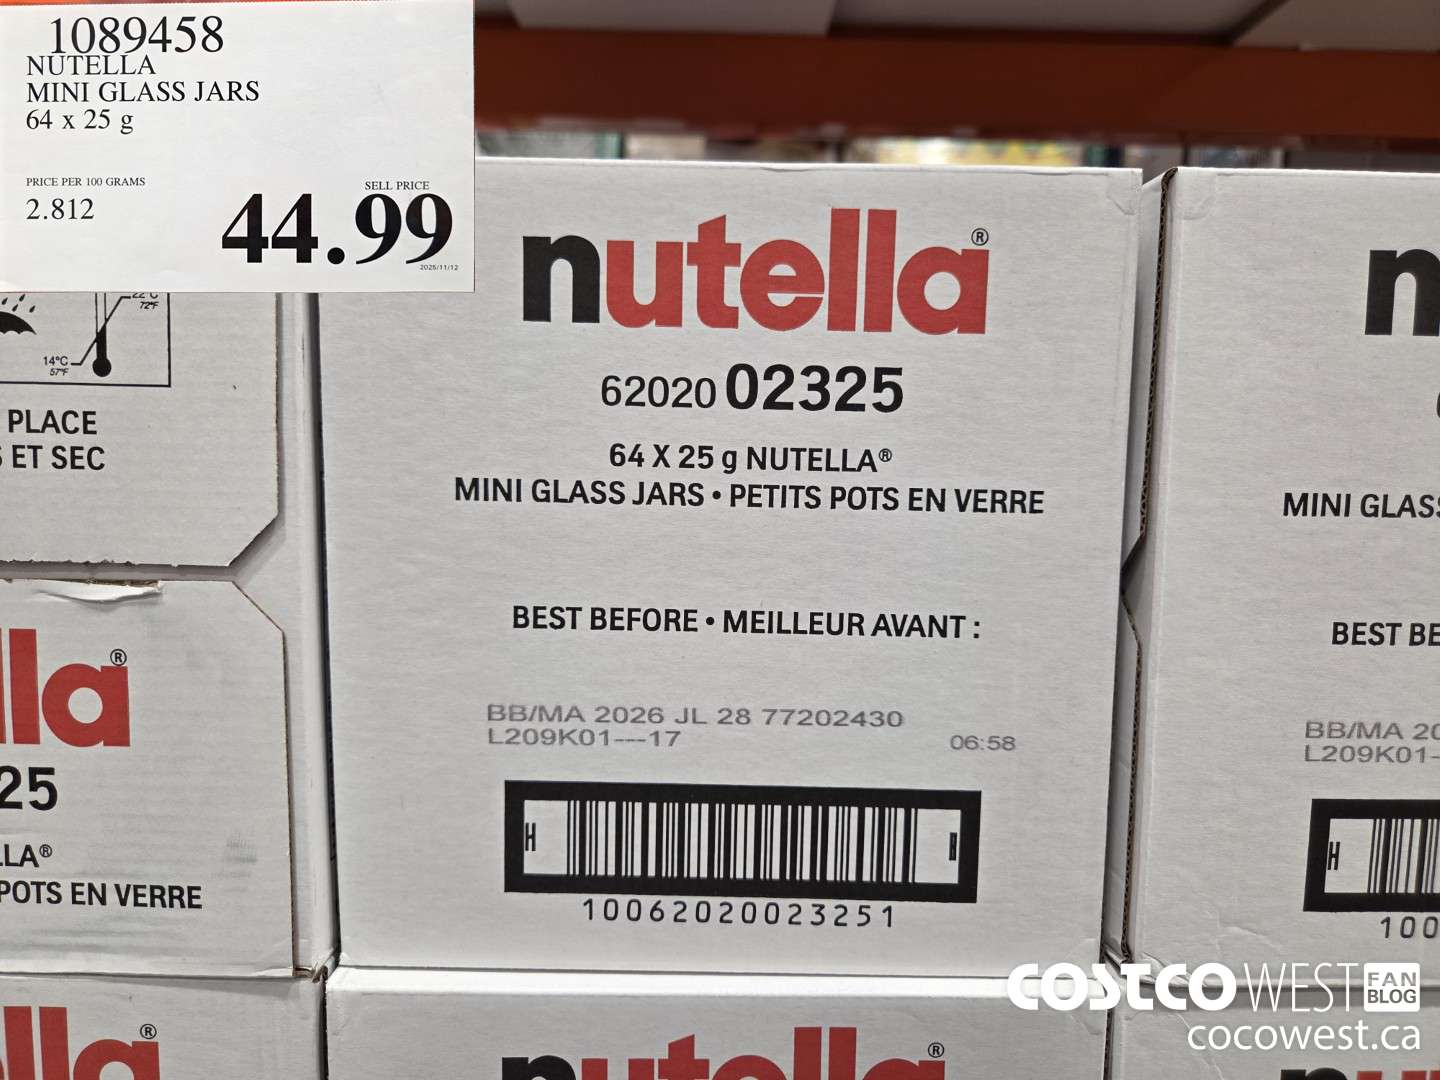 1089458
NUTELLA
MINI GLASS JARS
64 x 25 g
PRICE PER 100 GRAMS
2.812
SELL PRICE
44.99
2025/11/12
22°C
72°F
14°C
57°F
PLACE
ET SEC
lla®
25
LA®
POTS EN VERRE
lla®
nutella®
62020 02325
64 X 25 g NUTELLA®
MINI GLASS JARS • PETITS POTS EN VERRE
BEST BEFORE • MEILLEUR AVANT :
BB/MA 2026 JL 28 77202430
L209K01---17
06:58
H
10062020023251
nutella®
n
MINI GLASS
BEST BE
BB/MA 20
L209K01-
H
100
COSTCO WEST FAN BLOG
cocowest.ca